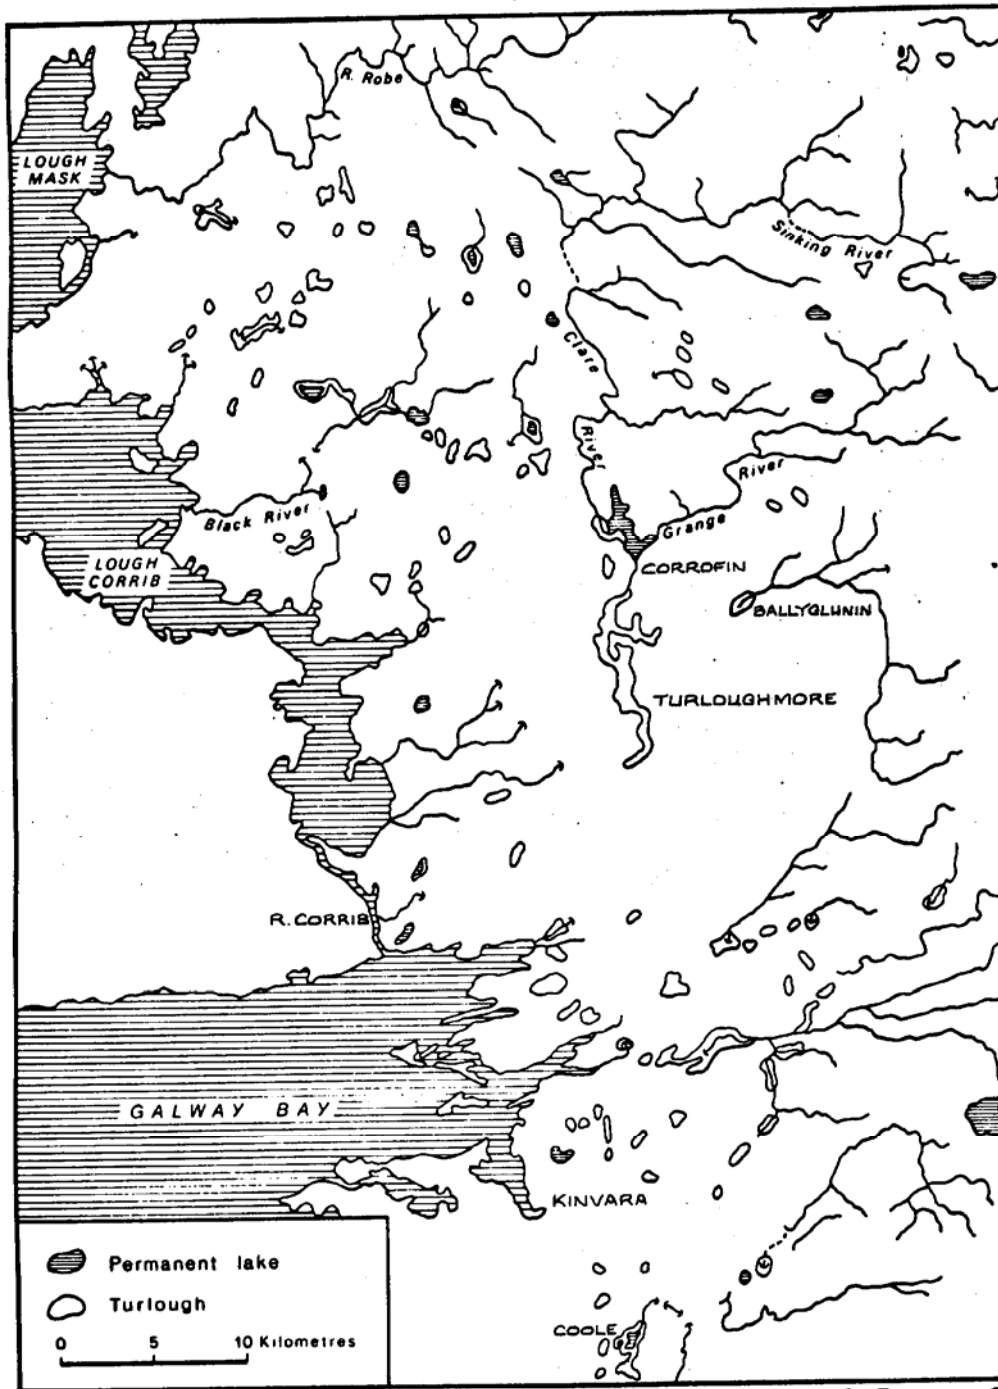 R. Robe
LOUGH
MASK
Sinking River
Clare
River
River
Grange
Black River
LOUGH
CORRIB
CORROFIN
BALLYGLUNIN
TURLOUGHMORE
R. CORRIB
GALWAY BAY
KINVARA
Permanent lake
Turlough
0 5 10 Kilometres
COOLE